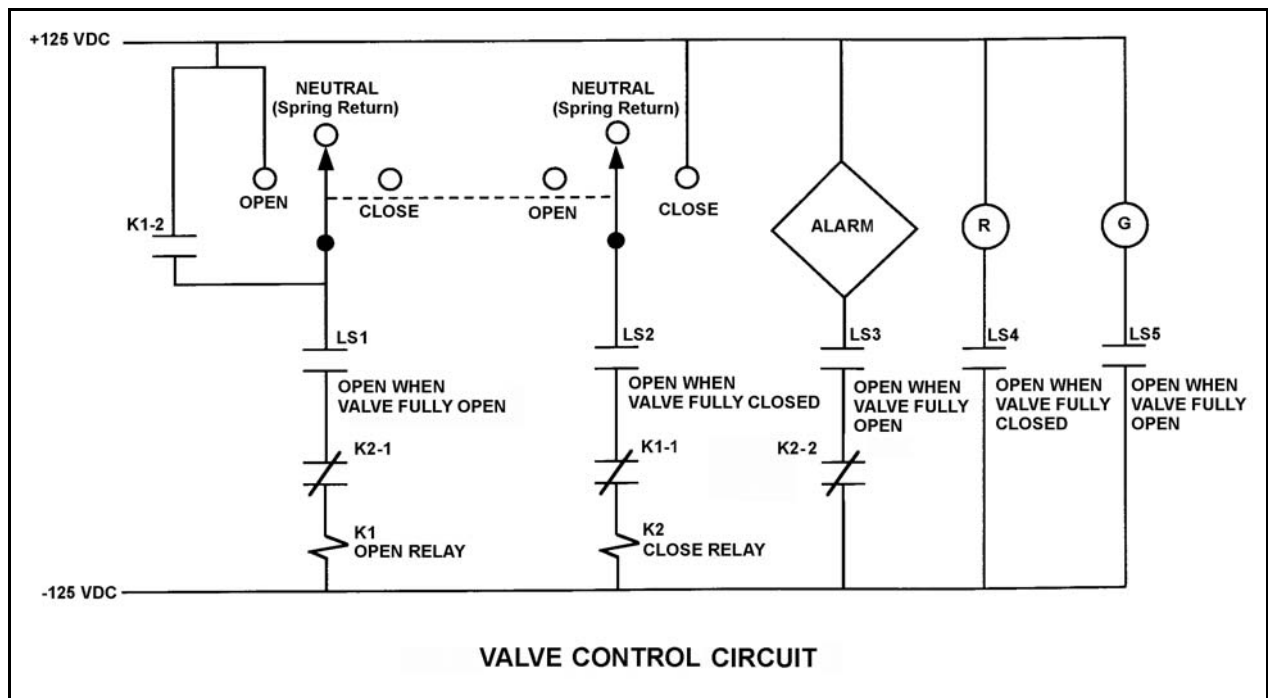 +125 VDC
NEUTRAL
(Spring Return)
NEUTRAL
(Spring Return)
OPEN
CLOSE
OPEN
CLOSE
K1-2
ALARM
R
G
LS1
OPEN WHEN
VALVE FULLY OPEN
LS2
OPEN WHEN
VALVE FULLY CLOSED
LS3
OPEN WHEN
VALVE FULLY
OPEN
LS4
OPEN WHEN
VALVE FULLY
CLOSED
LS5
OPEN WHEN
VALVE FULLY
OPEN
K2-1
K1-1
K2-2
K1
OPEN RELAY
K2
CLOSE RELAY
-125 VDC
VALVE CONTROL CIRCUIT